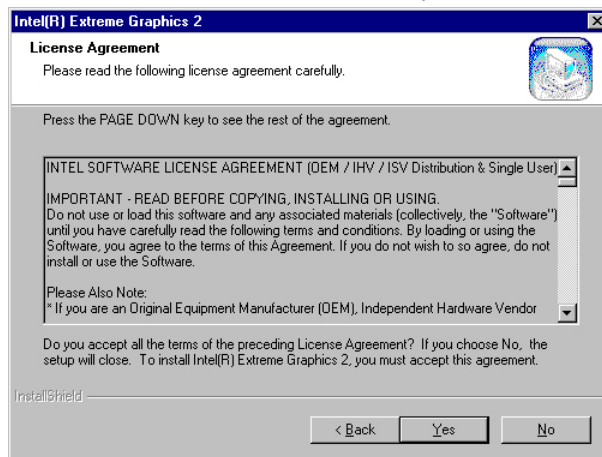 Intel(R) Extreme Graphics 2
License Agreement
Please read the following license agreement carefully.
Press the PAGE DOWN key to see the rest of the agreement.
INTEL SOFTWARE LICENSE AGREEMENT (OEM / IHV / ISV Distribution & Single User)
IMPORTANT - READ BEFORE COPYING, INSTALLING OR USING.
Do not use or load this software and any associated materials (collectively, the "Software")
until you have carefully read the following terms and conditions. By loading or using the
Software, you agree to the terms of this Agreement. If you do not wish to so agree, do not
install or use the Software.
Please Also Note:
* If you are an Original Equipment Manufacturer (OEM), Independent Hardware Vendor
Do you accept all the terms of the preceding License Agreement? If you choose No, the
setup will close. To install Intel(R) Extreme Graphics 2, you must accept this agreement.
InstallShield
< Back Yes No